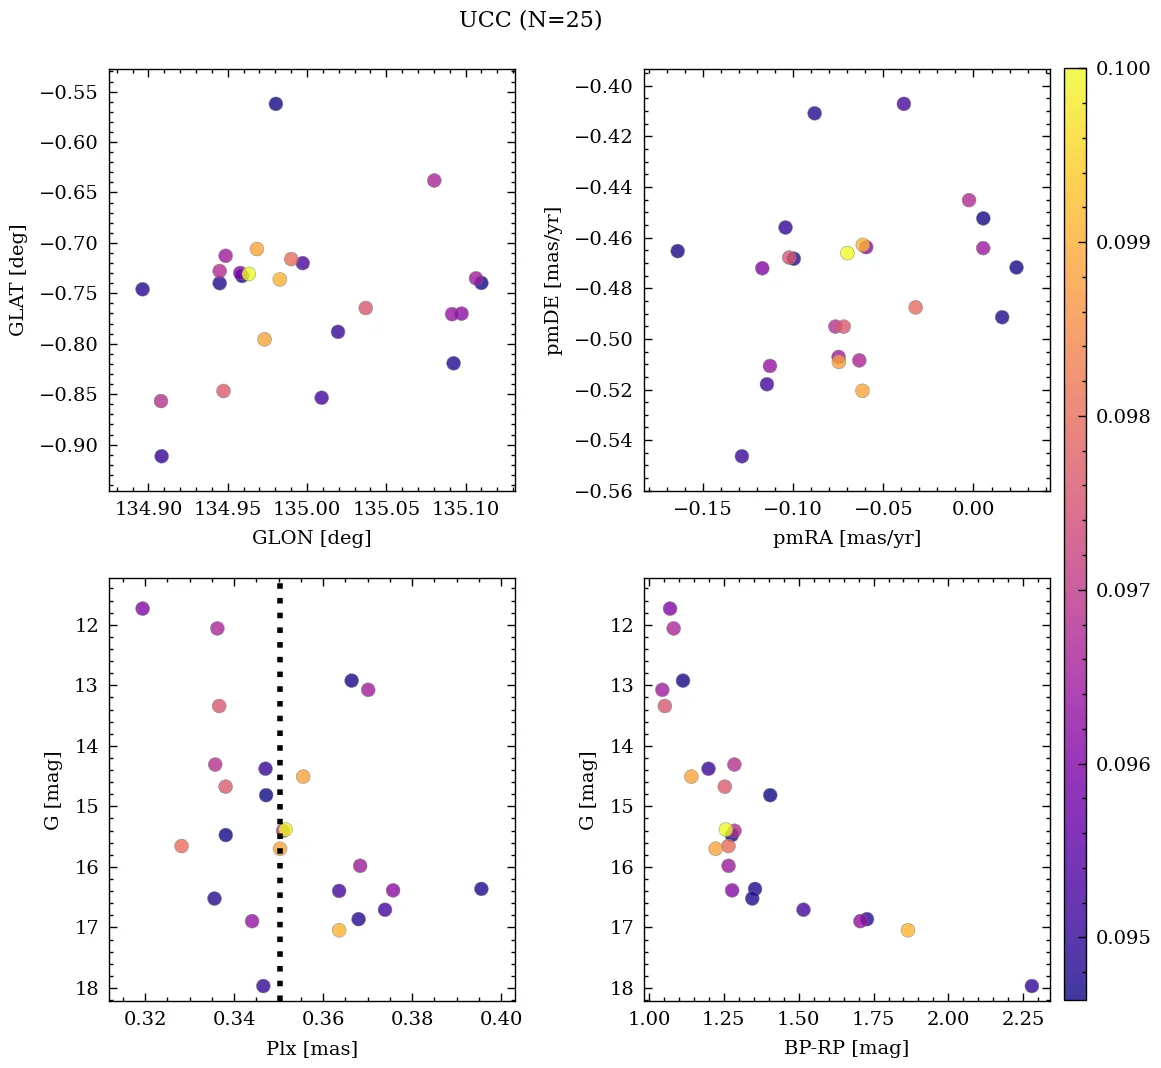 UCC (N=25)
−0.55
−0.60
−0.65
−0.70
−0.75
−0.80
−0.85
−0.90
GLAT [deg]
134.90 134.95 135.00 135.05 135.10
GLON [deg]
−0.40
−0.42
−0.44
−0.46
−0.48
−0.50
−0.52
−0.54
−0.56
pmDE [mas/yr]
−0.15 −0.10 −0.05 0.00
pmRA [mas/yr]
12
13
14
15
16
17
18
G [mag]
0.32 0.34 0.36 0.38 0.40
Plx [mas]
12
13
14
15
16
17
18
G [mag]
1.00 1.25 1.50 1.75 2.00 2.25
BP-RP [mag]
0.100
0.099
0.098
0.097
0.096
0.095